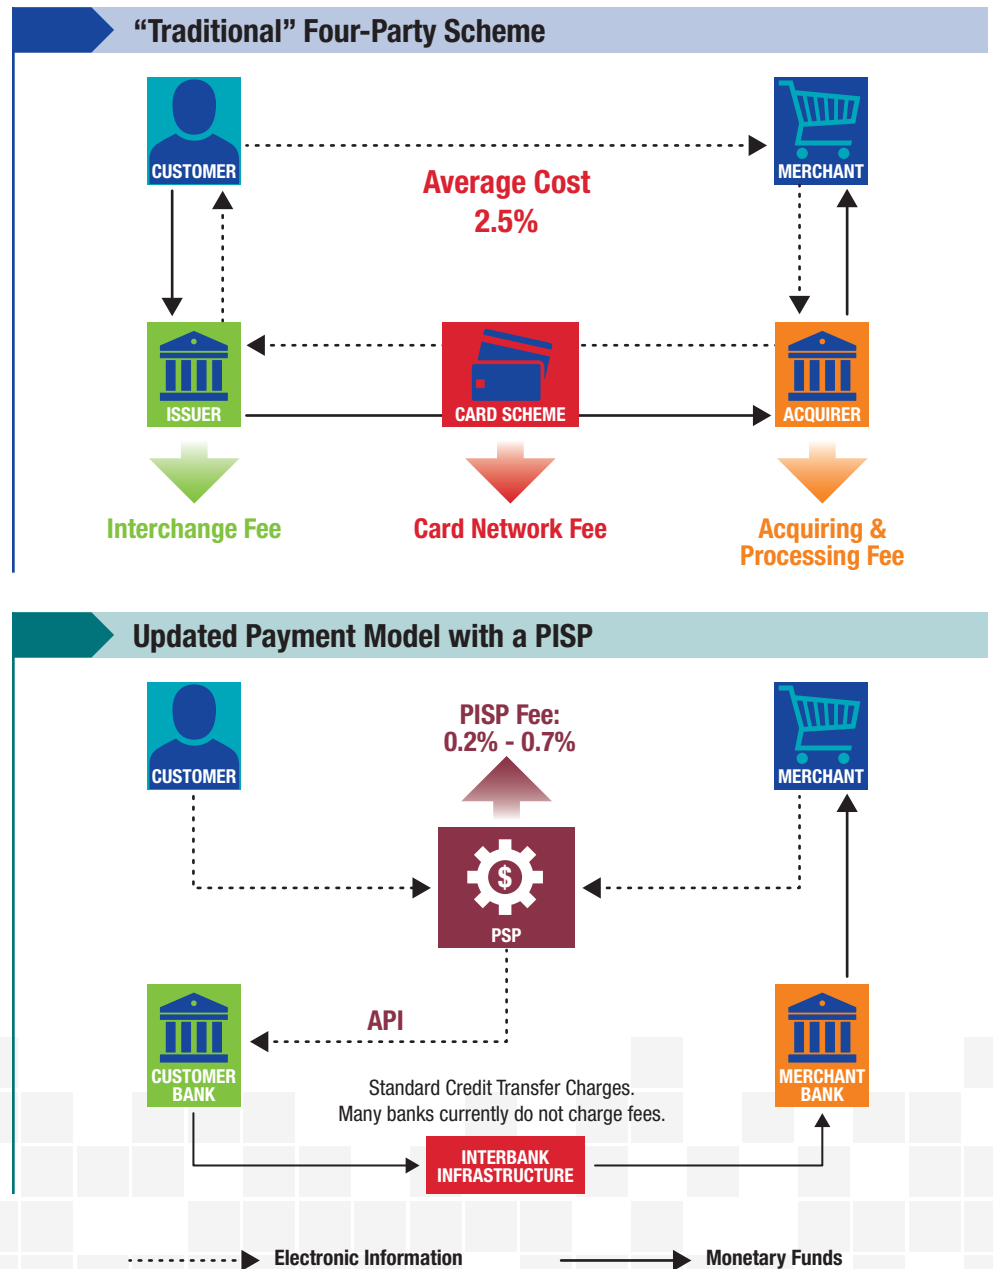 “Traditional” Four-Party Scheme
CUSTOMER
MERCHANT
Average Cost
2.5%
ISSUER
CARD SCHEME
ACQUIRER
Interchange Fee
Card Network Fee
Acquiring &
Processing Fee
Updated Payment Model with a PISP
CUSTOMER
PISP Fee:
0.2% - 0.7%
MERCHANT
$
PSP
API
CUSTOMER
BANK
MERCHANT
BANK
Standard Credit Transfer Charges.
Many banks currently do not charge fees.
INTERBANK
INFRASTRUCTURE
Electronic Information
Monetary Funds